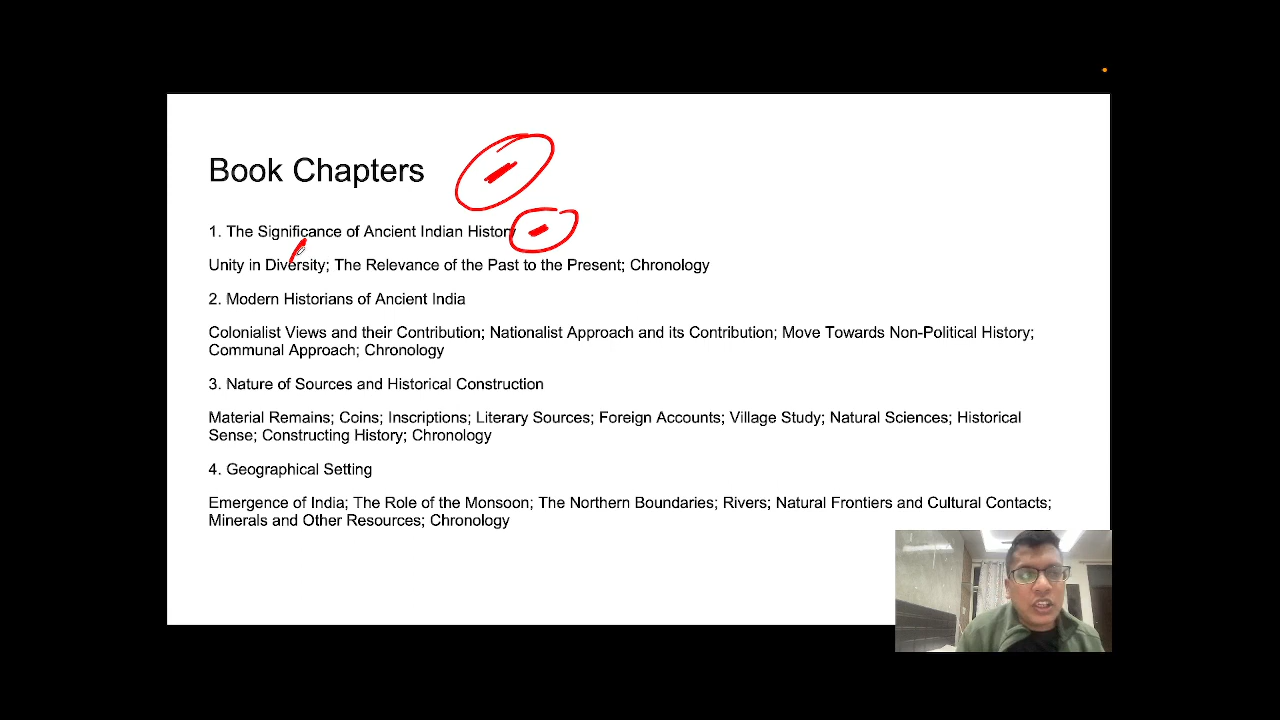 Book Chapters
1. The Significance of Ancient Indian History
Unity in Diversity; The Relevance of the Past to the Present; Chronology
2. Modern Historians of Ancient India
Colonialist Views and their Contribution; Nationalist Approach and its Contribution; Move Towards Non-Political History;
Communal Approach; Chronology
3. Nature of Sources and Historical Construction
Material Remains; Coins; Inscriptions; Literary Sources; Foreign Accounts; Village Study; Natural Sciences; Historical
Sense; Constructing History; Chronology
4. Geographical Setting
Emergence of India; The Role of the Monsoon; The Northern Boundaries; Rivers; Natural Frontiers and Cultural Contacts;
Minerals and Other Resources; Chronology